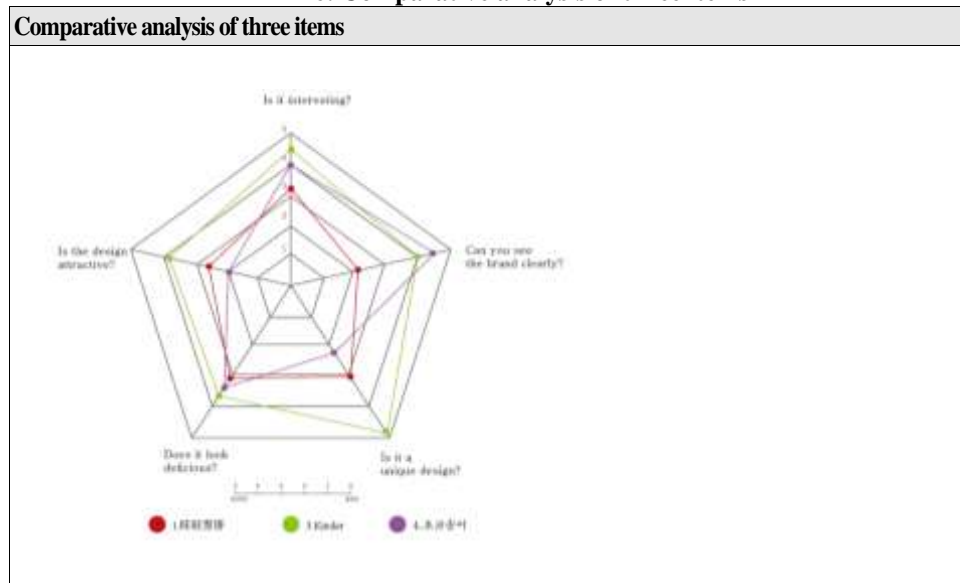 Comparative analysis of three items
Is it interesting?
Can you see
the brand clearly?
Is the design
attractive?
Does it look
delicious?
Is it a
unique design?
3 Kinder